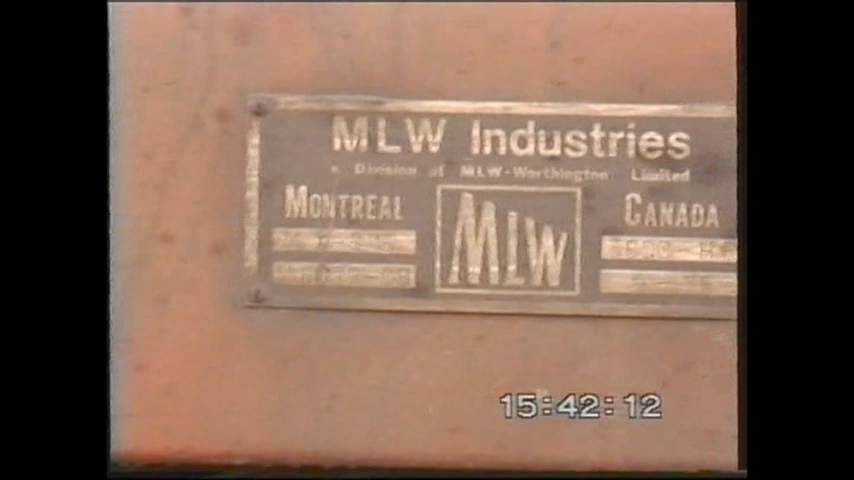 MLW Industries
a Division of MLW-Worthington Limited
MONTREAL MLW CANADA
15:42:12